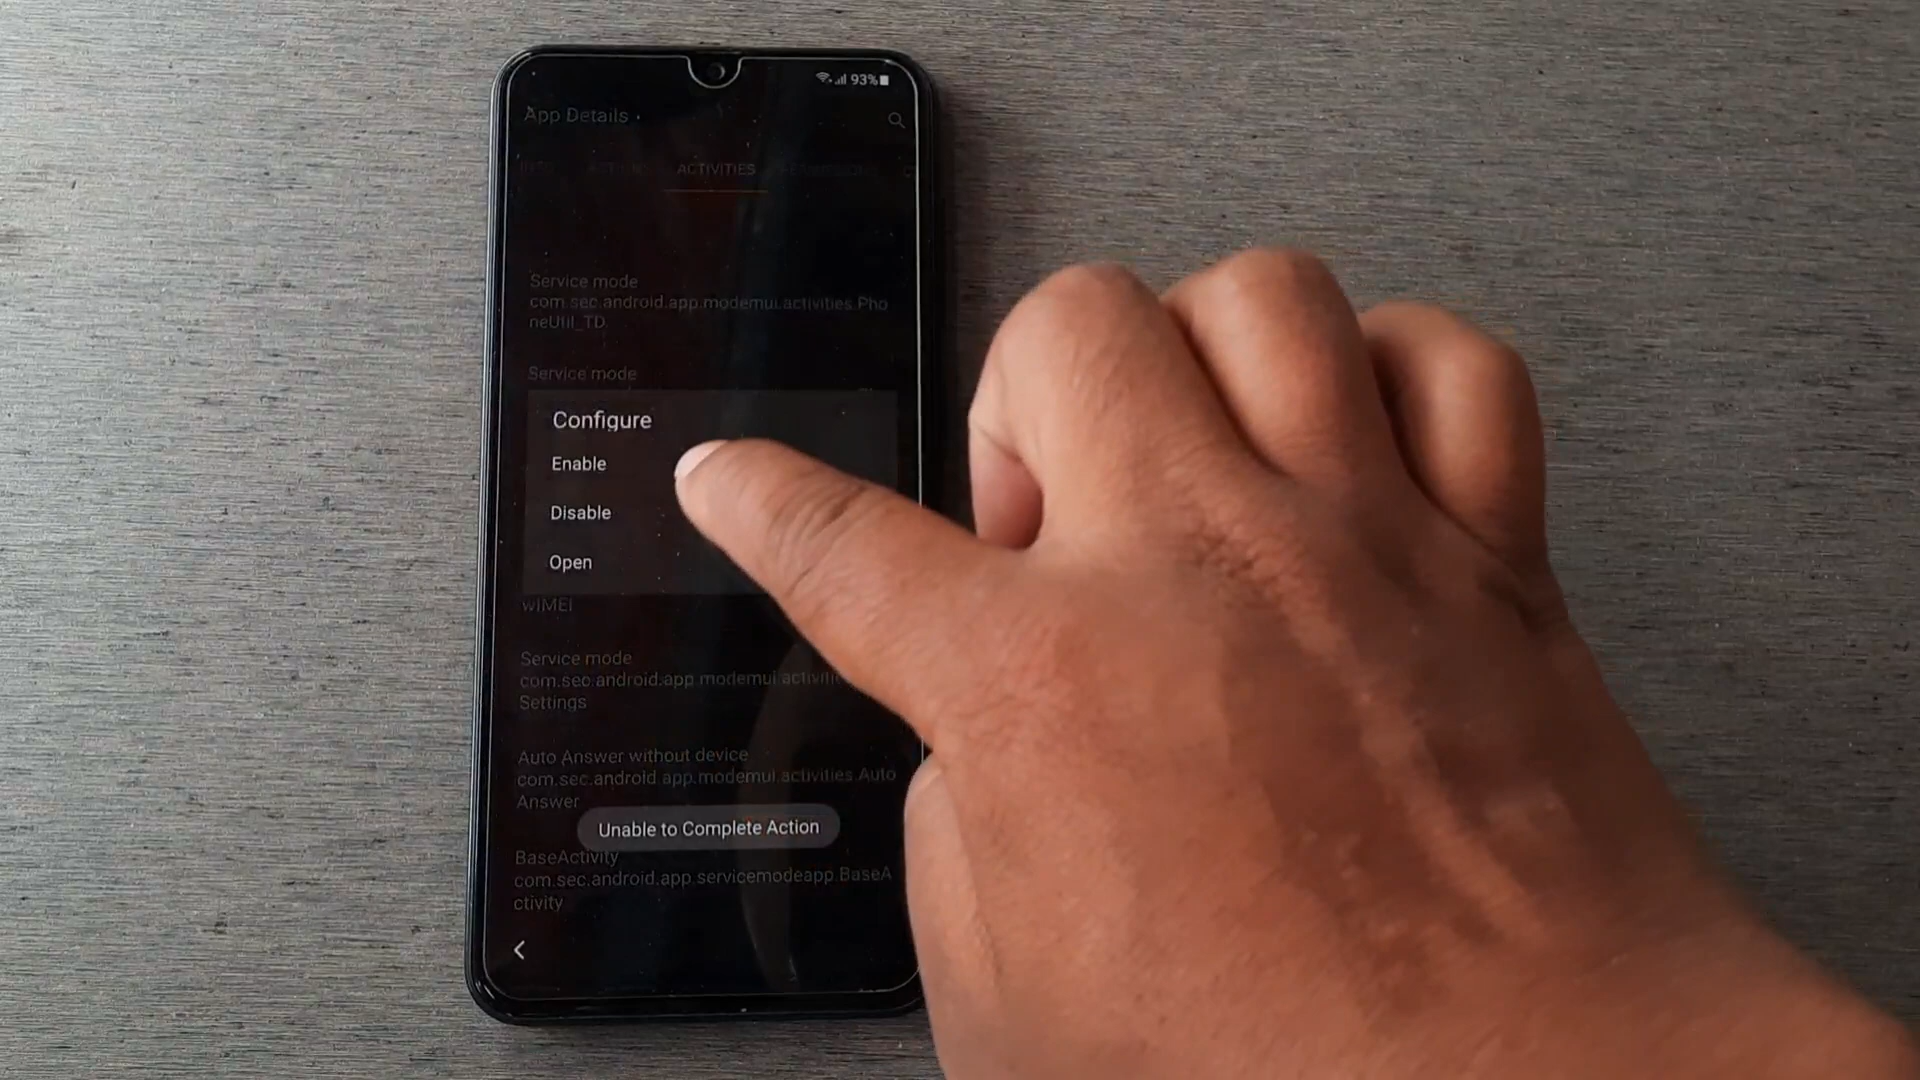 93%
App Details
ACTIVITIES
Service mode
com.sec.android.app.modemui.activities.Pho
neUtil_TD
Service mode
Configure
Enable
Disable
Open
wIMEI
Service mode
com.sec.android.app.modemui.activiti
Settings
Auto Answer without device
com.sec.android.app.modemui.activities.Auto
Answer
Unable to Complete Action
BaseActivity
com.sec.android.app.servicemodeapp.BaseA
ctivity